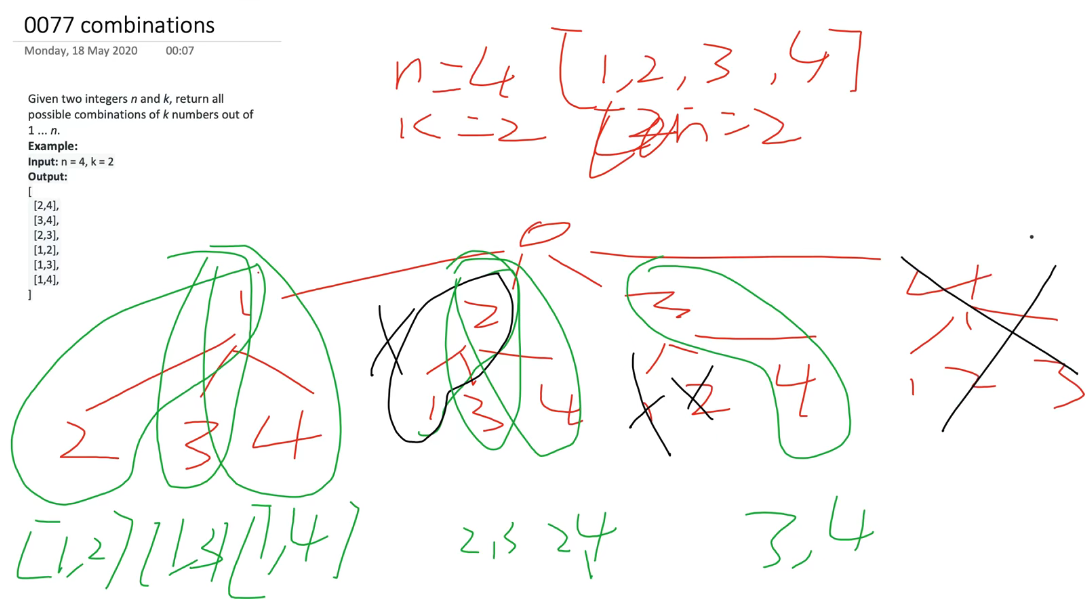 0077 combinations
Monday, 18 May 2020 00:07
Given two integers n and k, return all
possible combinations of k numbers out of
1 ... n.
Example:
Input: n = 4, k = 2
Output:
[
[2,4],
[3,4],
[2,3],
[1,2],
[1,3],
[1,4],
]
n=4 [1,2,3,4]
k=2 n=2
0
1 2 3 4
2 3 4 1 3 4 1 2 4 1 2 3
[1,2] [1,3] [1,4] 2,3 2,4 3,4